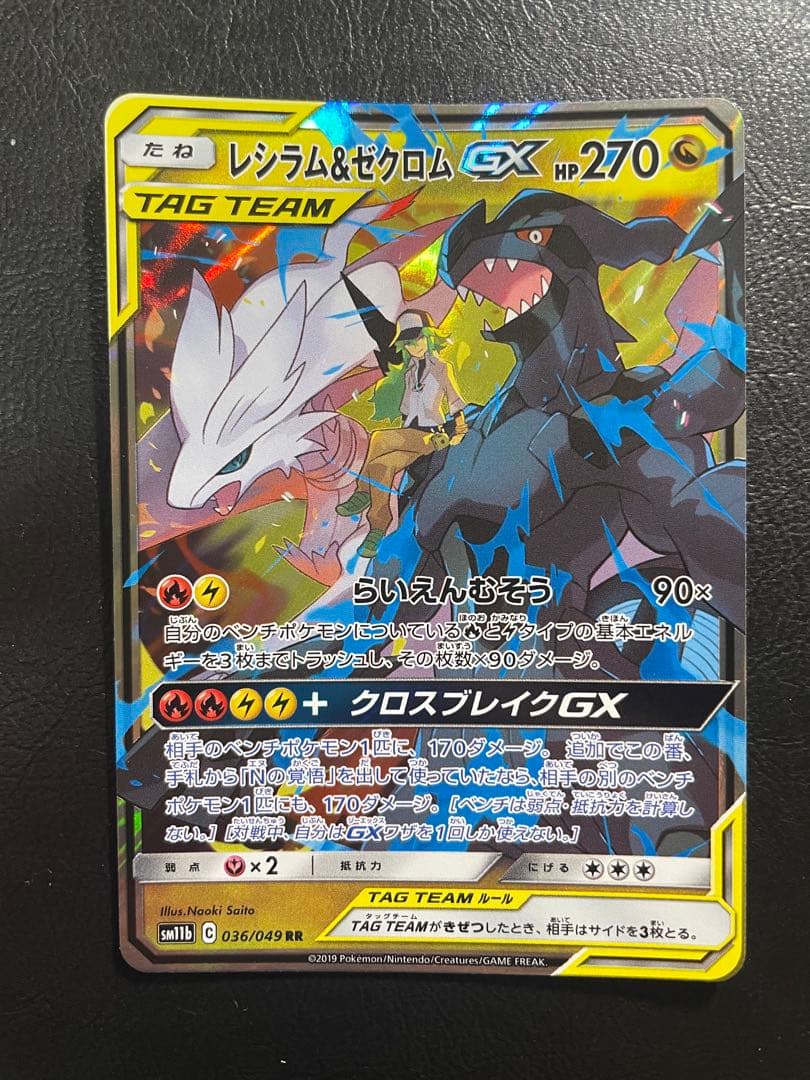 たね レシラム&ゼクロムGX HP270
TAG TEAM
らいえんむそう 90×
自分のベンチポケモンについている🔥と⚡タイプの基本エネル
ギーを3枚までトラッシュし、その枚数×90ダメージ。
+ クロスブレイクGX
相手のベンチポケモン1匹に、170ダメージ。追加でこの番、
手札から「Nの覚悟」を出して使っていたなら、相手の別のベンチ
ポケモン1匹にも、170ダメージ。[ベンチは弱点・抵抗力を計算し
ない。][対戦中、自分はGXワザを1回しか使えない。]
弱点 ×2 抵抗力 にげる
Illus.Naoki Saito
TAG TEAM ルール
TAG TEAMがきぜつしたとき、相手はサイドを3枚とる。
sm11b C 036/049 RR
©2019 Pokémon/Nintendo/Creatures/GAME FREAK.